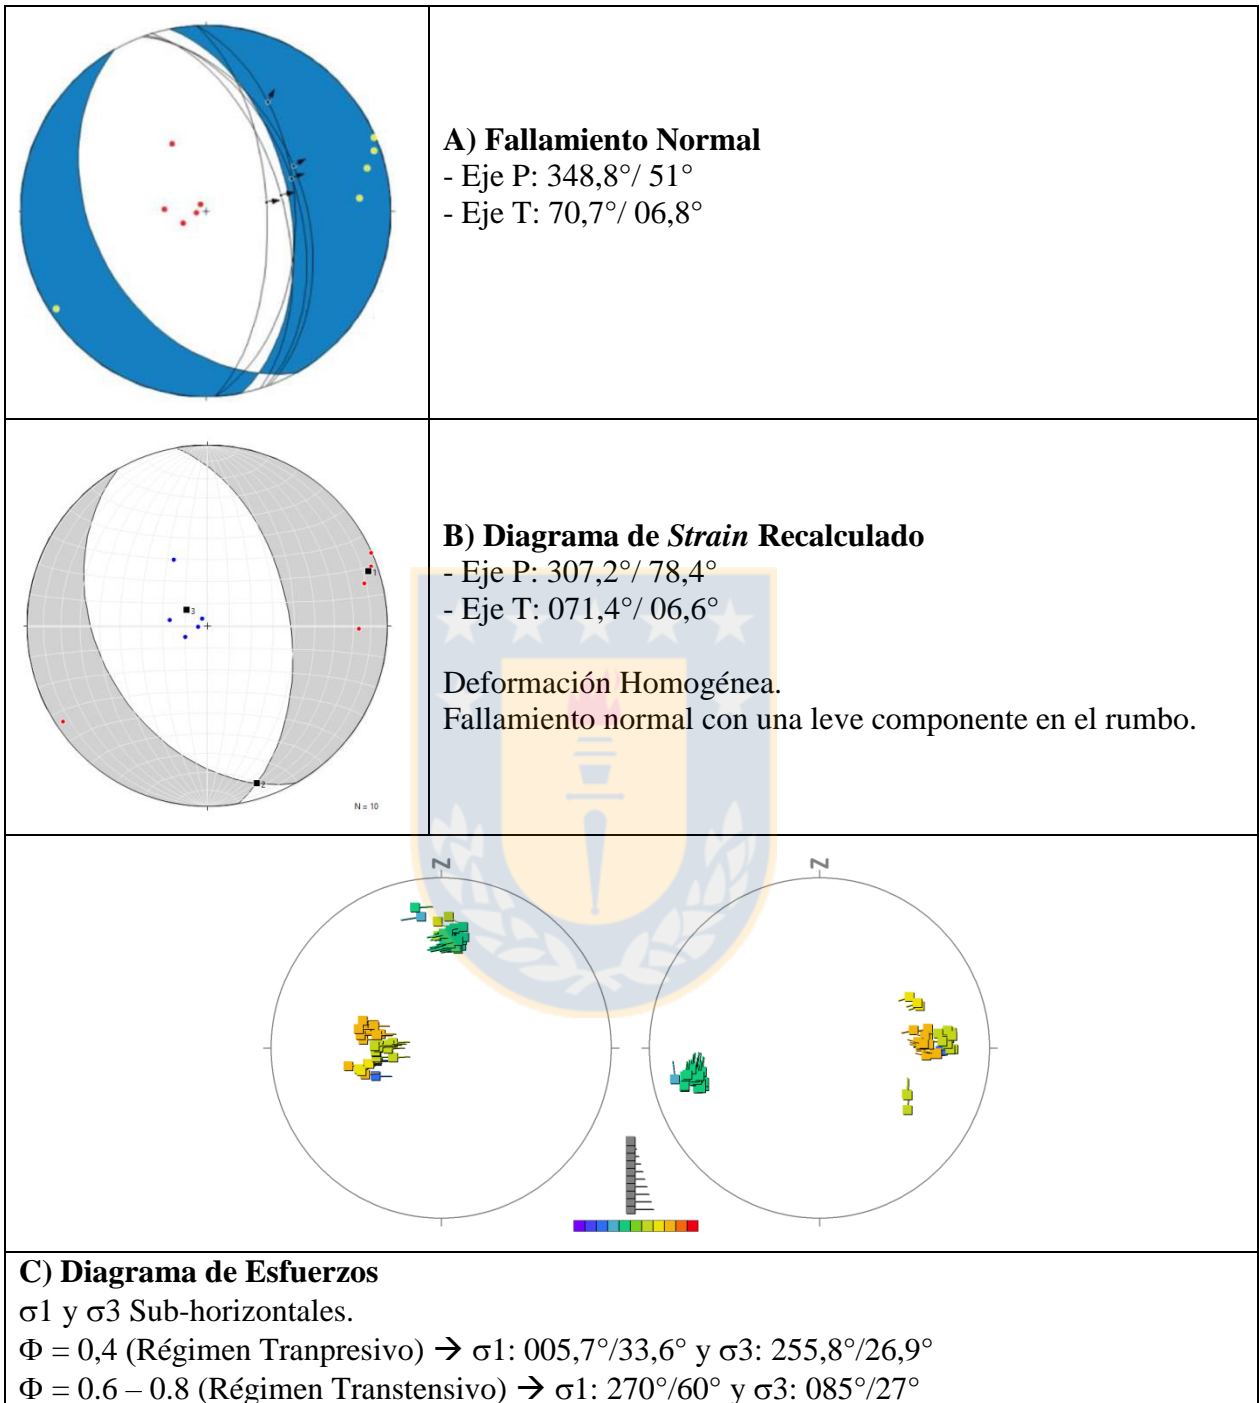 A) Fallamiento Normal
- Eje P: 348,8°/ 51°
- Eje T: 70,7°/ 06,8°
1
3
2
N = 10
B) Diagrama de Strain Recalculado
- Eje P: 307,2°/ 78,4°
- Eje T: 071,4°/ 06,6°
Deformación Homogénea.
Fallamiento normal con una leve componente en el rumbo.
N
N
C) Diagrama de Esfuerzos
σ1 y σ3 Sub-horizontales.
Φ = 0,4 (Régimen Tranpresivo) → σ1: 005,7°/33,6° y σ3: 255,8°/26,9°
Φ = 0.6 – 0.8 (Régimen Transtensivo) → σ1: 270°/60° y σ3: 085°/27°